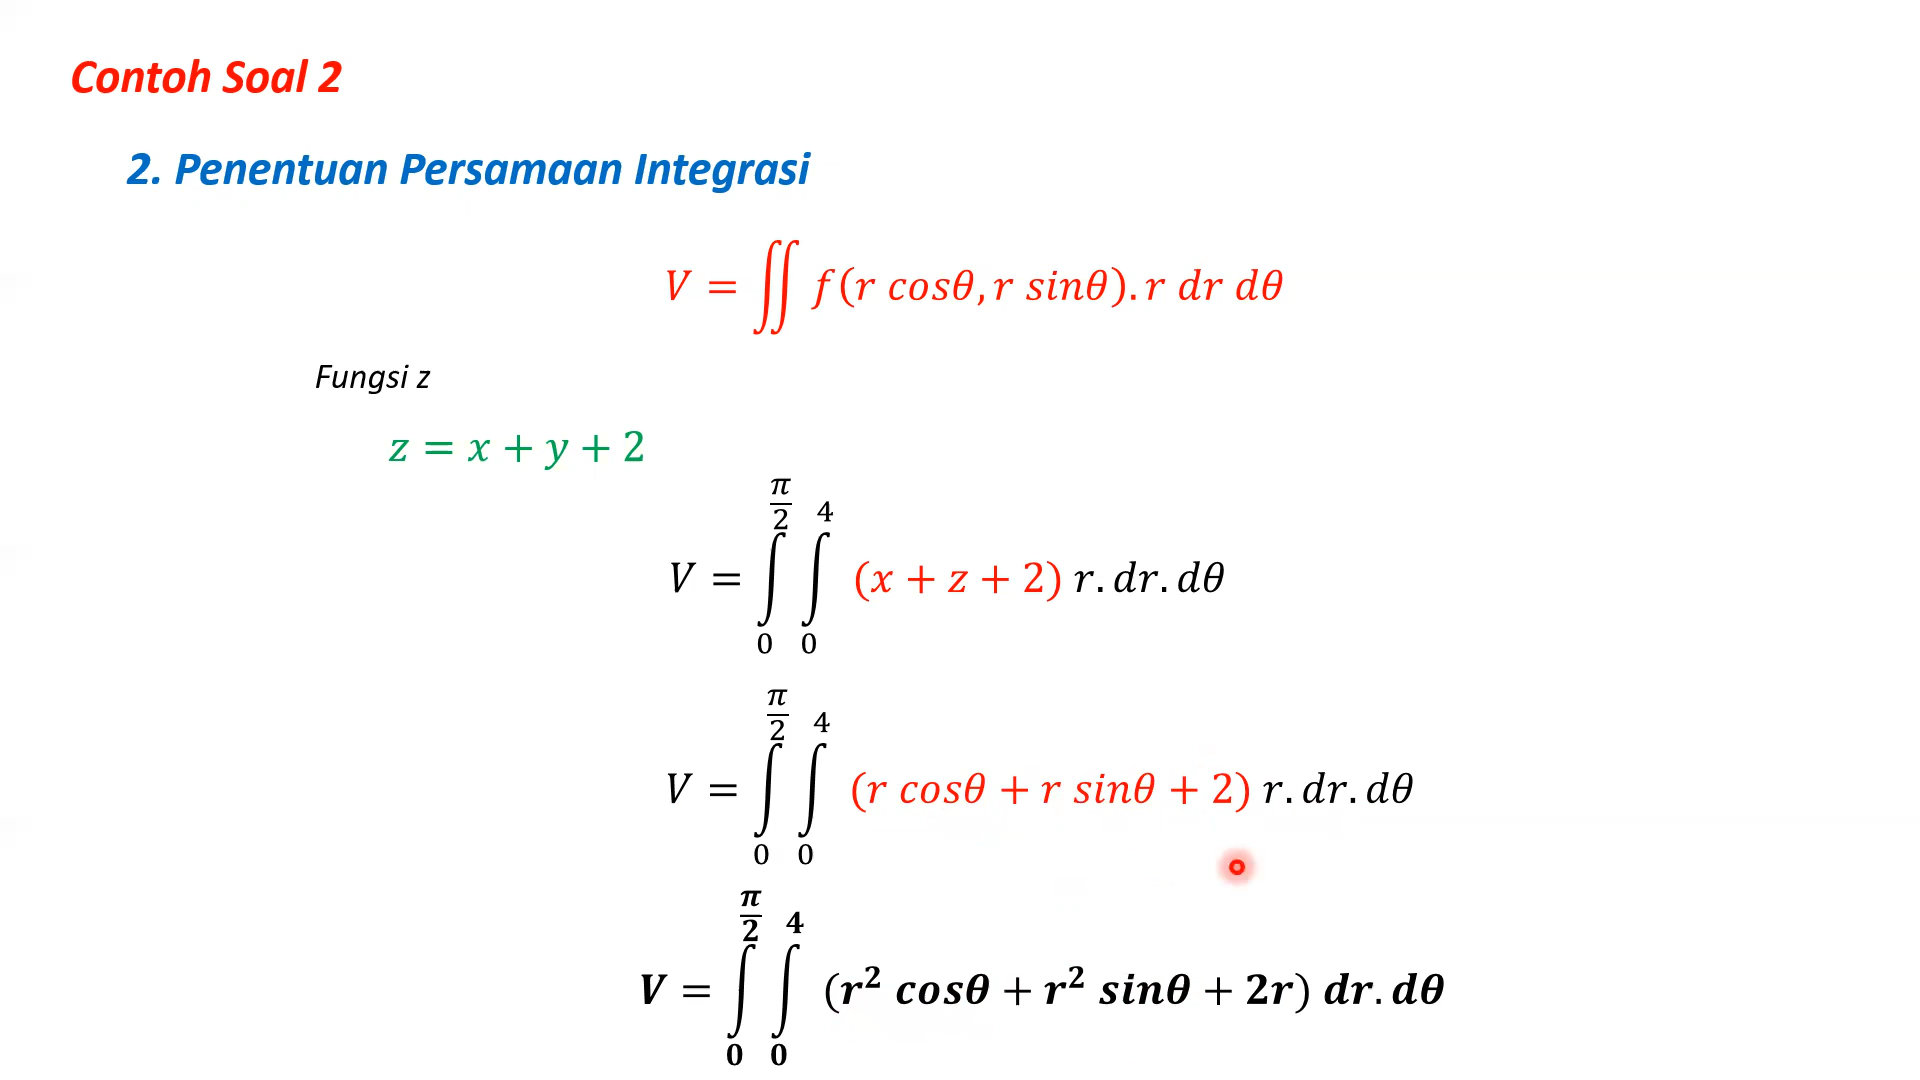 Contoh Soal 2
2. Penentuan Persamaan Integrasi
V = ∬ f(r cosθ, r sinθ). r dr dθ
Fungsi z
z = x + y + 2
V = ∫₀^{π/2} ∫₀^4 (x + z + 2) r. dr. dθ
V = ∫₀^{π/2} ∫₀^4 (r cosθ + r sinθ + 2) r. dr. dθ
V = ∫₀^{π/2} ∫₀^4 (r² cosθ + r² sinθ + 2r) dr. dθ